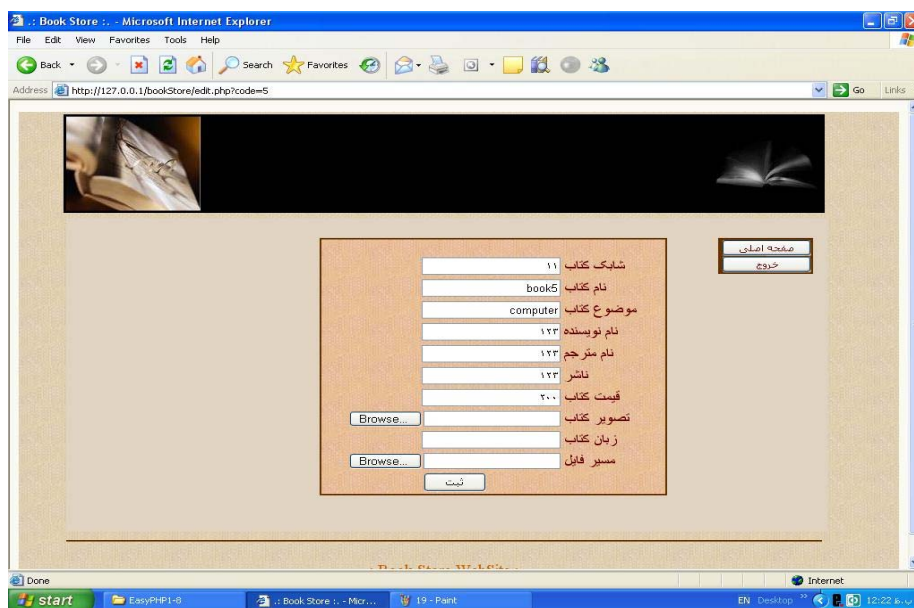 .: Book Store :. - Microsoft Internet Explorer
File Edit View Favorites Tools Help
Back Search Favorites
Address http://127.0.0.1/bookStore/edit.php?code=5 Go Links
صفحه اصلی
خروج
شابک کتاب ۱۱
نام کتاب book5
موضوع کتاب computer
نام نویسنده ۱۲۳
نام مترجم ۱۲۳
ناشر ۱۲۳
قیمت کتاب ۲۰۰
تصویر کتاب Browse...
زبان کتاب
مسیر فایل Browse...
ثبت
Done Internet
start EasyPHP1-8 .: Book Store :. - Micr... 19 - Paint EN Desktop 12:22